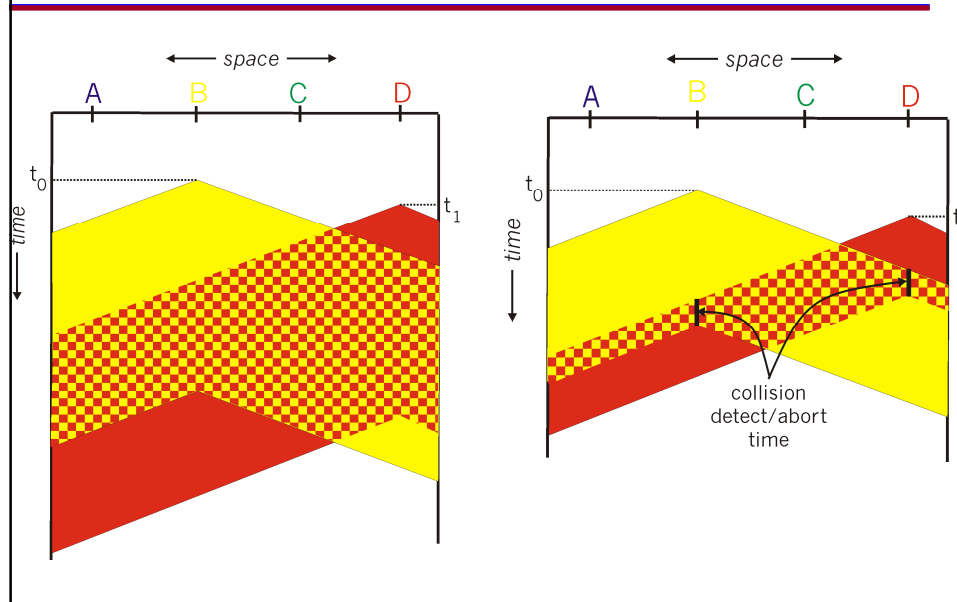 space
A B C D
t0
t1
time
space
A B C D
t0
t
time
collision
detect/abort
time